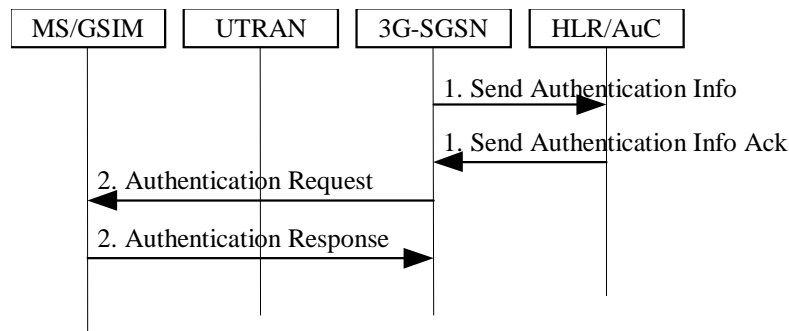 MS/GSIM UTRAN 3G-SGSN HLR/AuC
1. Send Authentication Info
1. Send Authentication Info Ack
2. Authentication Request
2. Authentication Response